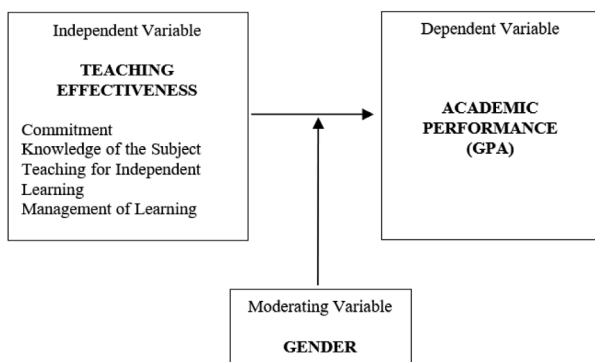 Independent Variable
TEACHING
EFFECTIVENESS
Commitment
Knowledge of the Subject
Teaching for Independent
Learning
Management of Learning
Dependent Variable
ACADEMIC
PERFORMANCE
(GPA)
Moderating Variable
GENDER